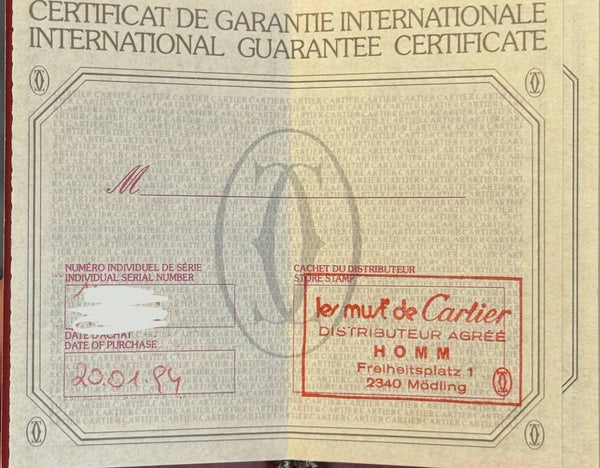 CERTIFICAT DE GARANTIE INTERNATIONALE
INTERNATIONAL GUARANTEE CERTIFICATE
M
NUMÉRO INDIVIDUEL DE SÉRIE
INDIVIDUAL SERIAL NUMBER
DATE D'ACHAT
DATE OF PURCHASE
20.01.94
CACHET DU DISTRIBUTEUR
STORE STAMP
les must de Cartier
DISTRIBUTEUR AGRÉÉ
HOMM
Freiheitsplatz 1
2340 Mödling